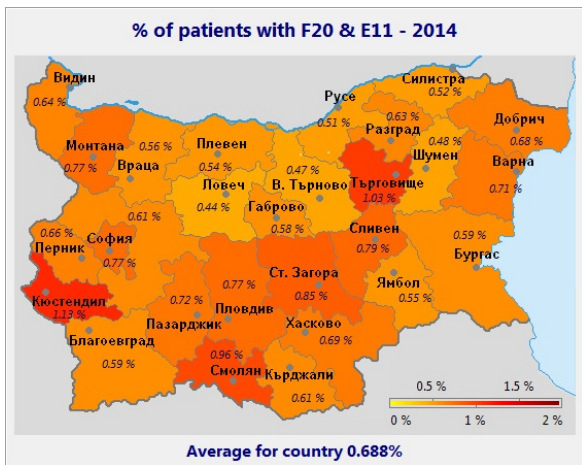 % of patients with F20 & E11 - 2014
Видин
0.64 %
Монтана
0.77 %
0.56 %
Враца
Плевен
0.54 %
Ловеч
0.44 %
0.47 %
В. Търново
Габрово
0.58 %
Русе
0.51 %
Силистра
0.52 %
0.63 %
Разград
0.48 %
Шумен
Добрич
0.68 %
Варна
0.71 %
Търговище
1.03 %
0.66 %
Перник
0.61 %
София
0.77 %
Кюстендил
1.13 %
Благоевград
0.59 %
0.72 %
Пазарджик
0.77 %
Пловдив
Ст. Загора
0.85 %
Сливен
0.79 %
Ямбол
0.55 %
0.59 %
Бургас
Хасково
0.69 %
0.96 %
Смолян
Кърджали
0.61 %
0.5 % 1.5 %
0 % 1 % 2 %
Average for country 0.688%